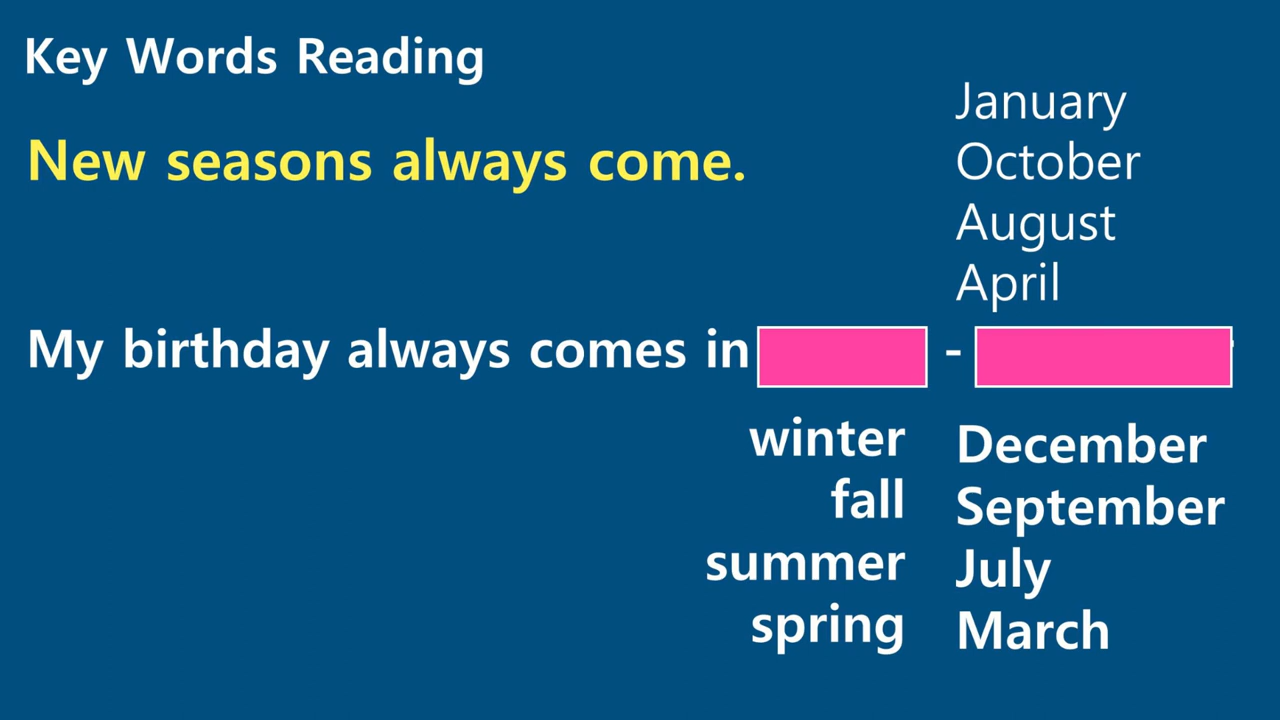 Key Words Reading
New seasons always come.
January
October
August
April
My birthday always comes in -
winter December
fall September
summer July
spring March